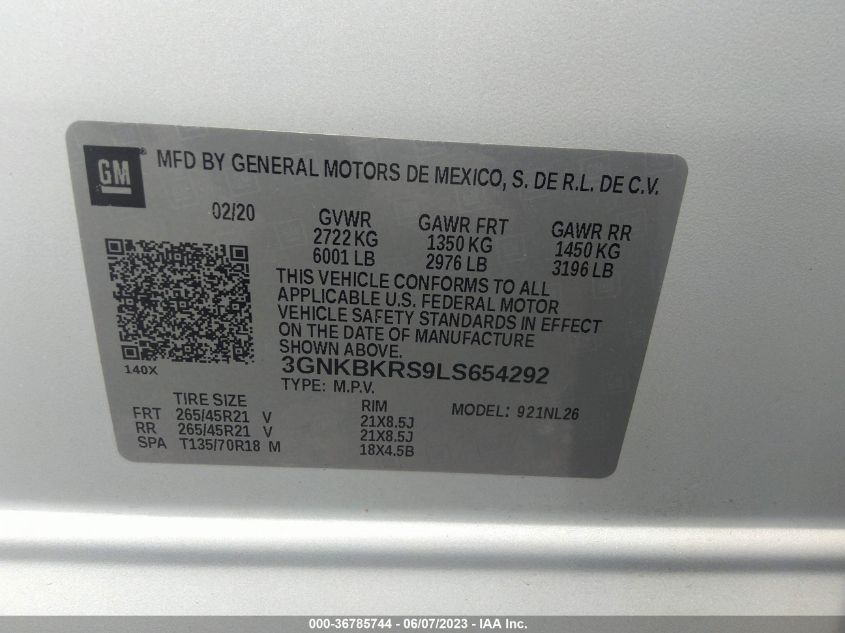 GM ® MFD BY GENERAL MOTORS DE MEXICO, S. DE R.L. DE C.V.
02/20 GVWR GAWR FRT GAWR RR
2722 KG 1350 KG 1450 KG
6001 LB 2976 LB 3196 LB
THIS VEHICLE CONFORMS TO ALL
APPLICABLE U.S. FEDERAL MOTOR
VEHICLE SAFETY STANDARDS IN EFFECT
ON THE DATE OF MANUFACTURE
SHOWN ABOVE.
140X
3GNKBKRS9LS654292
TYPE: M.P.V.
TIRE SIZE RIM MODEL: 921NL26
FRT 265/45R21 V 21X8.5J
RR 265/45R21 V 21X8.5J
SPA T135/70R18 M 18X4.5B
000-36785744 / 06/07/2023 - IAA Inc.